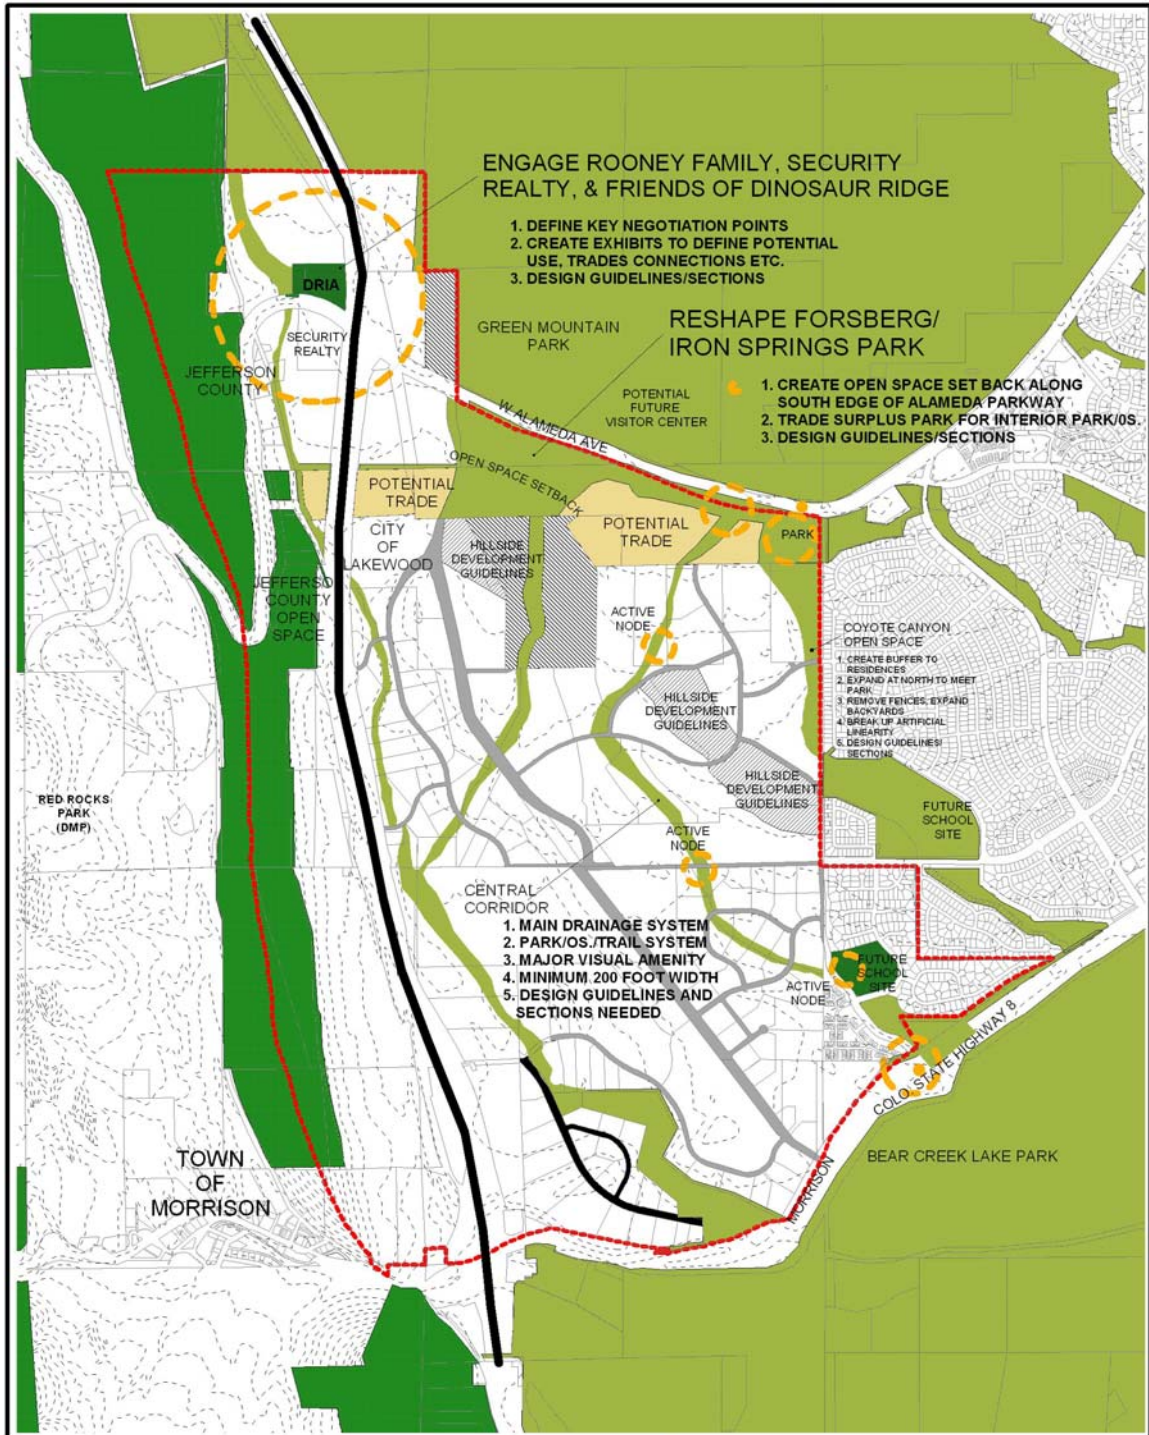 ENGAGE ROONEY FAMILY, SECURITY
REALTY, & FRIENDS OF DINOSAUR RIDGE
1. DEFINE KEY NEGOTIATION POINTS
2. CREATE EXHIBITS TO DEFINE POTENTIAL
USE, TRADES CONNECTIONS ETC.
3. DESIGN GUIDELINES/SECTIONS
DRIA
SECURITY
REALTY
JEFFERSON
COUNTY
GREEN MOUNTAIN
PARK
RESHAPE FORSBERG/
IRON SPRINGS PARK
1. CREATE OPEN SPACE SET BACK ALONG
SOUTH EDGE OF ALAMEDA PARKWAY
2. TRADE SURPLUS PARK FOR INTERIOR PARK/0S.
3. DESIGN GUIDELINES/SECTIONS
POTENTIAL
FUTURE
VISITOR CENTER
W. ALAMEDA AVE
OPEN SPACE SETBACK
POTENTIAL
TRADE
POTENTIAL
TRADE
PARK
CITY
OF
LAKEWOOD
HILLSIDE
DEVELOPMENT
GUIDELINES
JEFFERSO
COUNTY
OPEN
SPACE
ACTIVE
NODE
COYOTE CANYON
OPEN SPACE
1. CREATE BUFFER TO
RESIDENCES
2. EXPAND AT NORTH TO MEET
PARK
3. REMOVE FENCES, EXPAND
BACKYARDS
4. BREAK UP ARTIFICIAL
LINEARITY
5. DESIGN GUIDELINES/
SECTIONS
HILLSIDE
DEVELOPMENT
GUIDELINES
HILLSIDE
DEVELOPMENT
GUIDELINES
RED ROCKS
PARK
(DMP)
FUTURE
SCHOOL
SITE
ACTIVE
NODE
CENTRAL
CORRIDOR
1. MAIN DRAINAGE SYSTEM
2. PARK/OS./TRAIL SYSTEM
3. MAJOR VISUAL AMENITY
4. MINIMUM 200 FOOT WIDTH
5. DESIGN GUIDELINES AND
SECTIONS NEEDED
FUTURE
SCHOOL
SITE
ACTIVE
NODE
COLO. STATE HIGHWAY 8
MORRISON
BEAR CREEK LAKE PARK
TOWN
OF
MORRISON